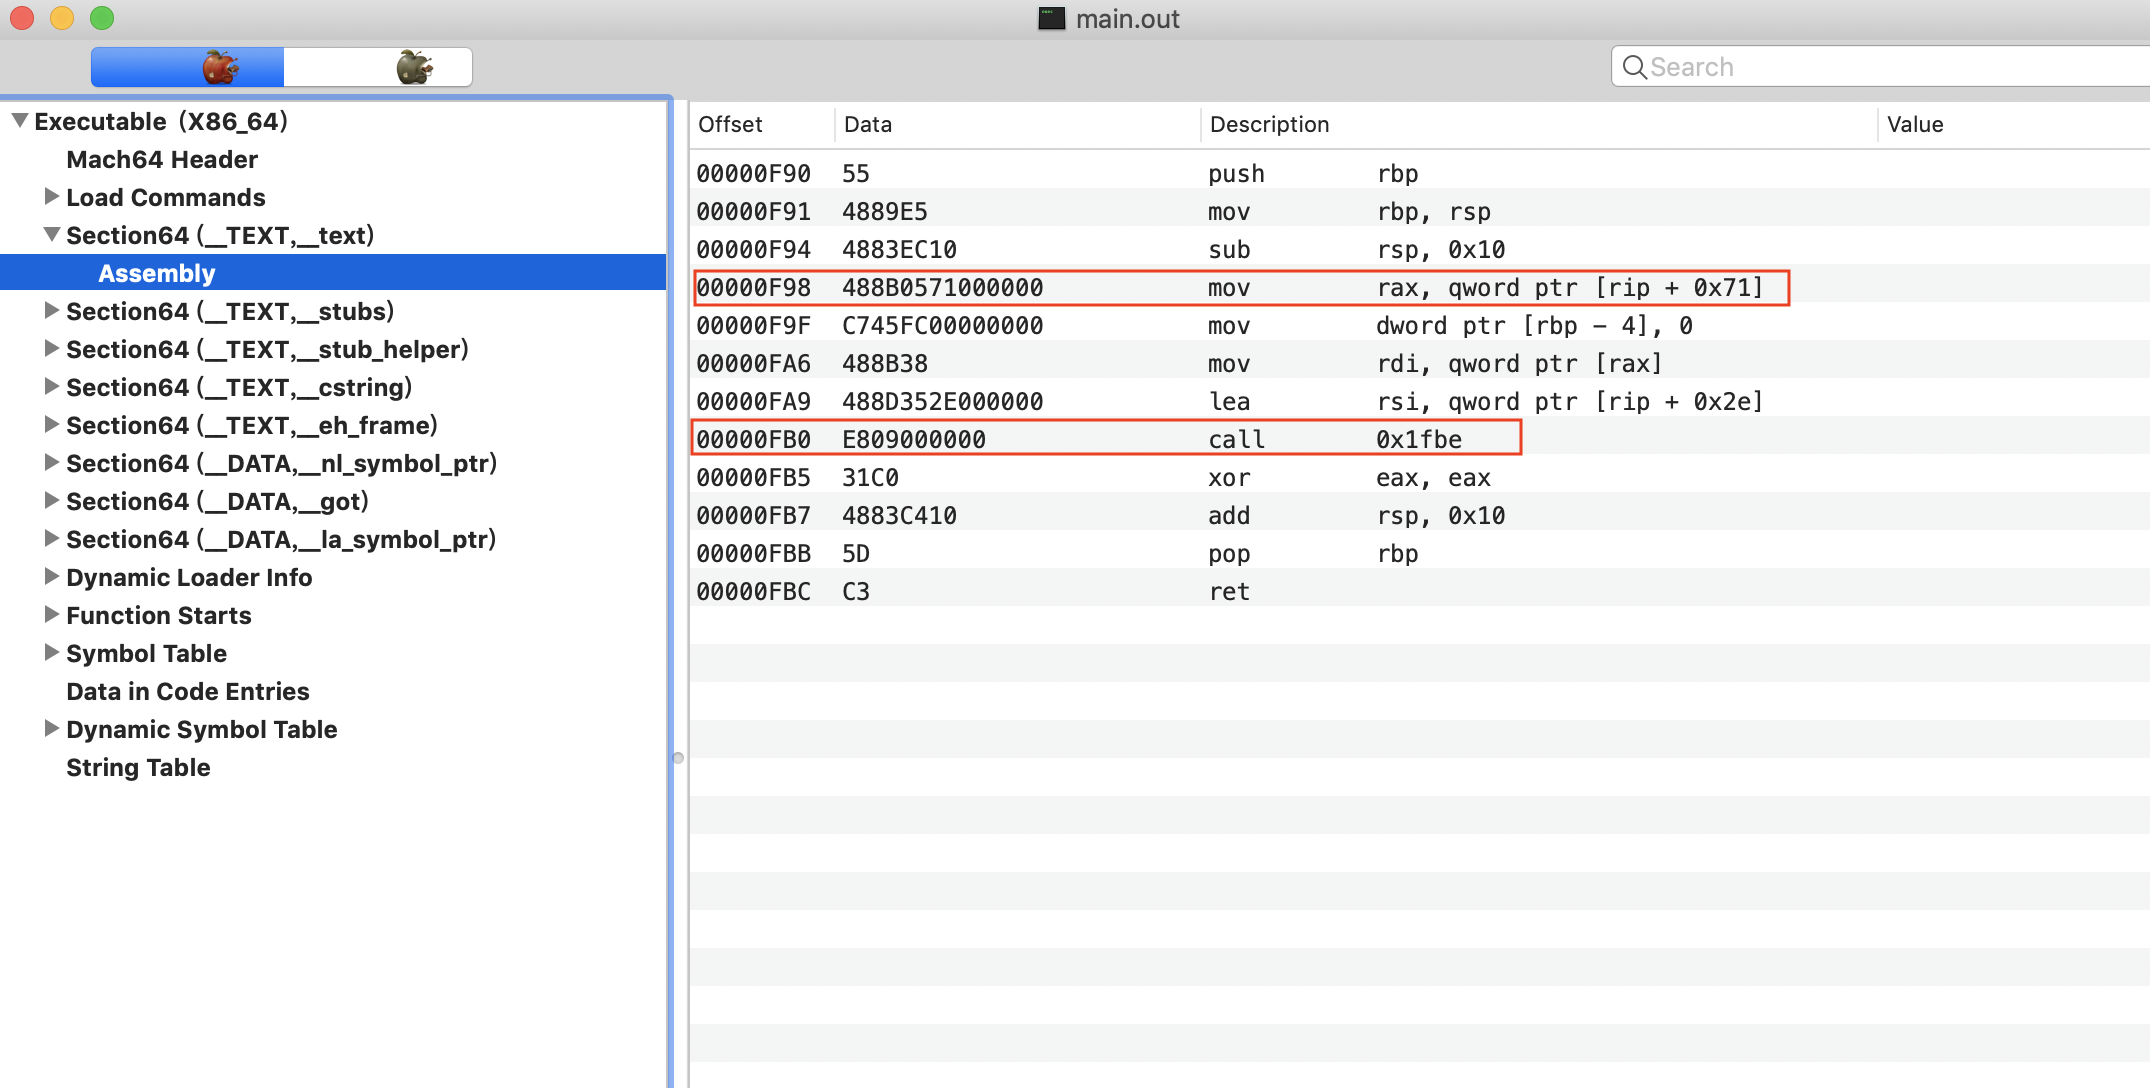 main.out
Search
Executable (X86_64)
Mach64 Header
Load Commands
Section64 (__TEXT,__text)
Assembly
Section64 (__TEXT,__stubs)
Section64 (__TEXT,__stub_helper)
Section64 (__TEXT,__cstring)
Section64 (__TEXT,__eh_frame)
Section64 (__DATA,__nl_symbol_ptr)
Section64 (__DATA,__got)
Section64 (__DATA,__la_symbol_ptr)
Dynamic Loader Info
Function Starts
Symbol Table
Data in Code Entries
Dynamic Symbol Table
String Table
Offset Data Description Value
00000F90 55 push rbp
00000F91 4889E5 mov rbp, rsp
00000F94 4883EC10 sub rsp, 0x10
00000F98 488B0571000000 mov rax, qword ptr [rip + 0x71]
00000F9F C745FC00000000 mov dword ptr [rbp - 4], 0
00000FA6 488B38 mov rdi, qword ptr [rax]
00000FA9 488D352E000000 lea rsi, qword ptr [rip + 0x2e]
00000FB0 E809000000 call 0x1fbe
00000FB5 31C0 xor eax, eax
00000FB7 4883C410 add rsp, 0x10
00000FBB 5D pop rbp
00000FBC C3 ret